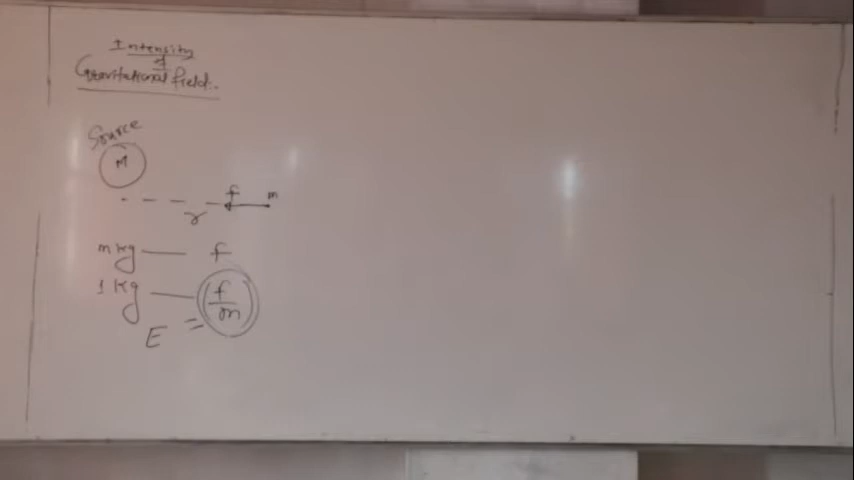 Intensity
of
Gravitational field:-
Source
M
f m
r
m kg — f
1 kg — (f/m)
E =